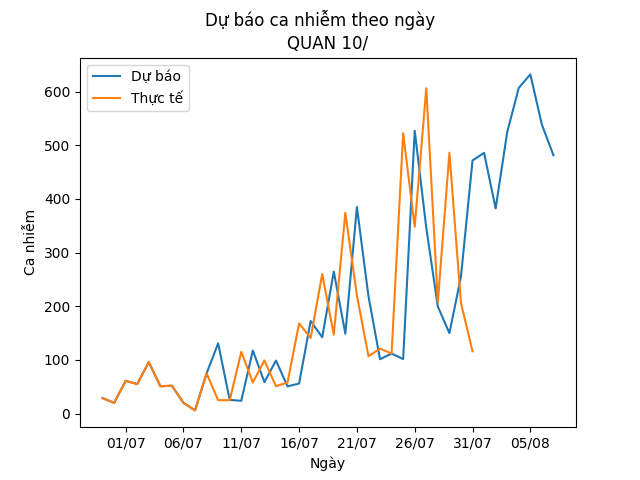 Dự báo ca nhiễm theo ngày
QUAN 10/
Dự báo
Thực tế
Ca nhiễm
600
500
400
300
200
100
0
01/07 06/07 11/07 16/07 21/07 26/07 31/07 05/08
Ngày